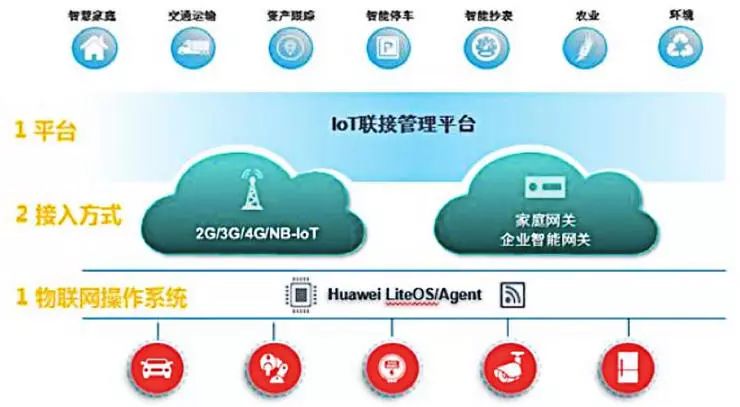 智慧家庭 交通运输 资产跟踪 智能停车 智能抄表 农业 环境
P
1 平台
IoT联接管理平台
2 接入方式
2G/3G/4G/NB-IoT
家庭网关
企业智能网关
1 物联网操作系统
Huawei LiteOS/Agent